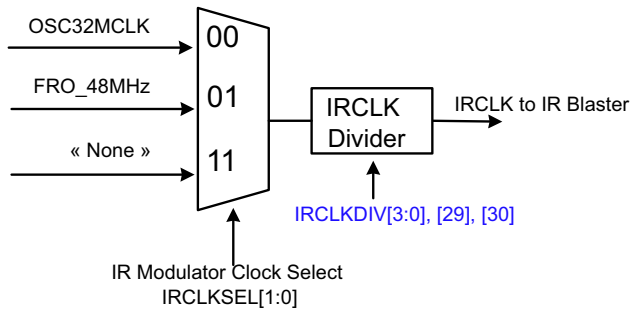 OSC32MCLK
00
FRO_48MHz
01
« None »
11
IRCLK
Divider
IRCLK to IR Blaster
IRCLKDIV[3:0], [29], [30]
IR Modulator Clock Select
IRCLKSEL[1:0]